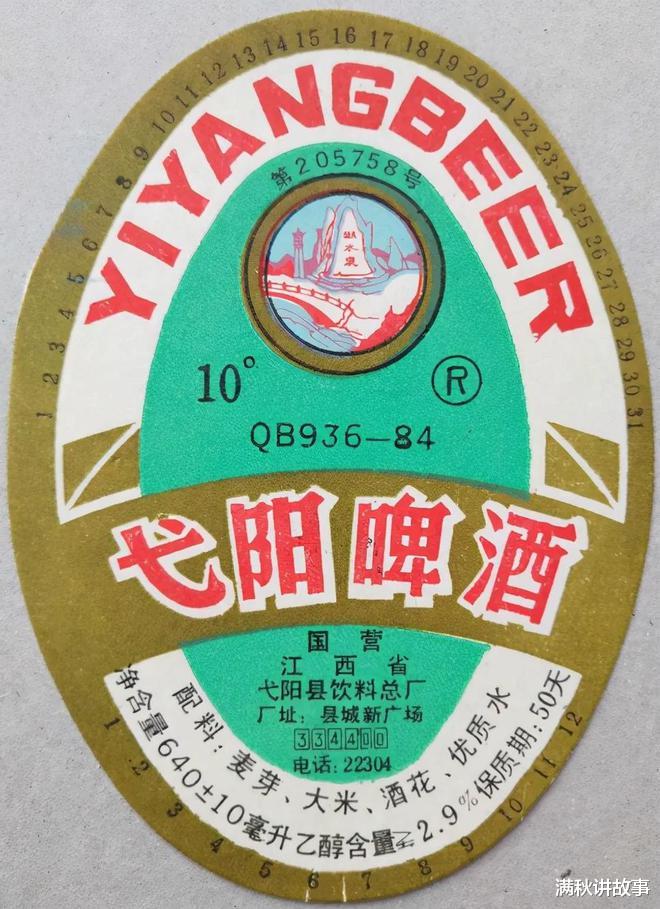 1 2 3 4 5 6 7 8 9 10 11 12 13 14 15 16 17 18 19 20 21 22 23 24 25 26 27 28 29 30 31
YIYANGBEER
第205758号
湖水泉
10°
®
QB936-84
弋阳啤酒
国营
江西省
弋阳县饮料总厂
厂址：县城新广场
334400
电话：22304
配料：麦芽、大米、酒花、优质水
净含量640±10毫升乙醇含量≥2.9%保质期：50天
1 2 3 4 5 6 7 8 9 10 11 12
满秋讲故事